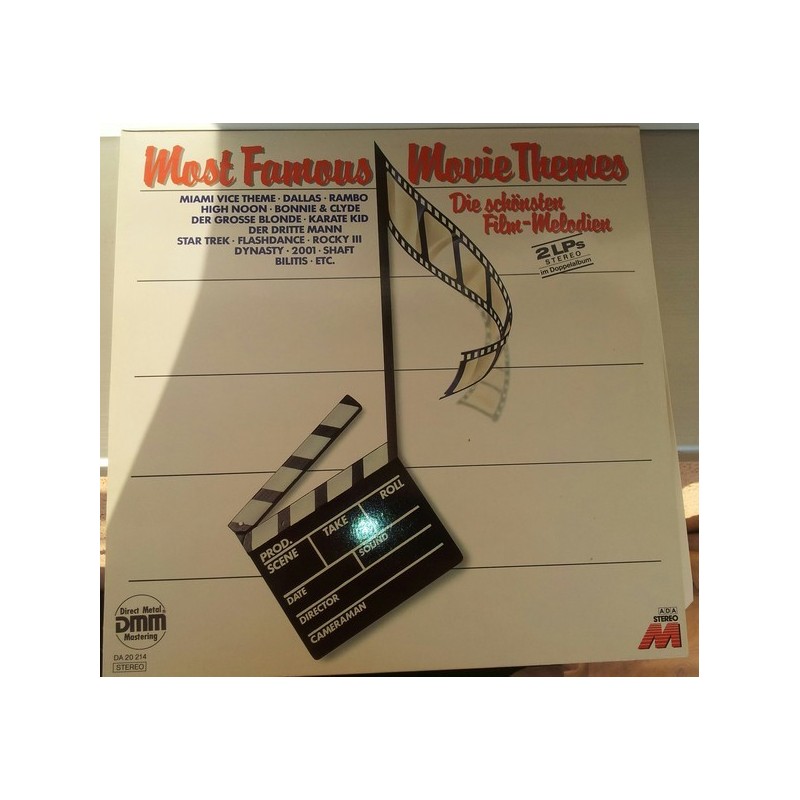 Most Famous Movie Themes
MIAMI VICE THEME · DALLAS · RAMBO
HIGH NOON · BONNIE & CLYDE
DER GROSSE BLONDE · KARATE KID
DER DRITTE MANN
STAR TREK · FLASHDANCE · ROCKY III
DYNASTY · 2001 · SHAFT
BILITIS · ETC.
Die schönsten
Film-Melodien
2 LPs
STEREO
im Doppelalbum
PROD.
SCENE
TAKE
ROLL
SOUND
DATE
DIRECTOR
CAMERAMAN
Direct Metal
DMM
Mastering
DA 20 214
STEREO
ADA
STEREO
M